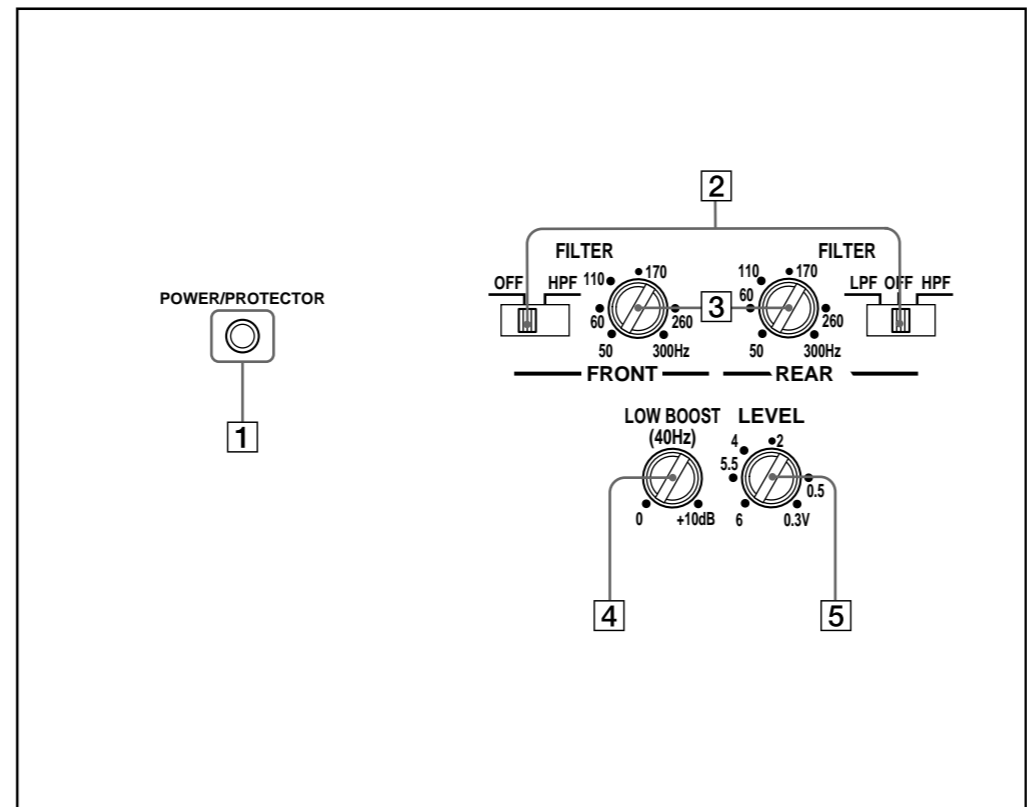 2
FILTER
FILTER
OFF HPF
110 170
110 170
LPF OFF HPF
POWER/PROTECTOR
3
60 260
60 260
50 300Hz
50 300Hz
FRONT
REAR
1
LOW BOOST
(40Hz)
LEVEL
4 2
5.5 0.5
0 +10dB
6 0.3V
4
5